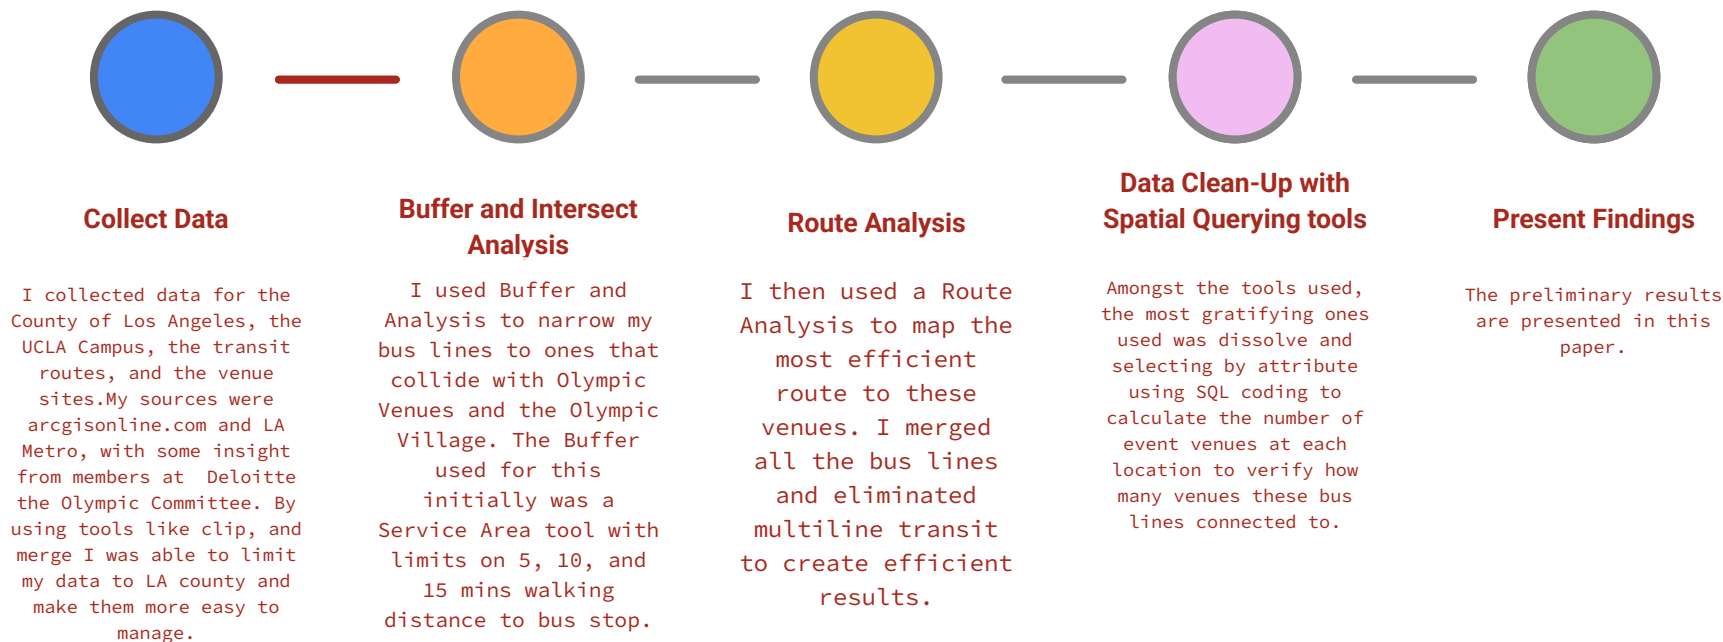 Collect Data
I collected data for the
County of Los Angeles, the
UCLA Campus, the transit
routes, and the venue
sites.My sources were
arcgisonline.com and LA
Metro, with some insight
from members at  Deloitte
the Olympic Committee. By
using tools like clip, and
merge I was able to limit
my data to LA county and
make them more easy to
manage.
Buffer and Intersect
Analysis
I used Buffer and
Analysis to narrow my
bus lines to ones that
collide with Olympic
Venues and the Olympic
Village. The Buffer
used for this
initially was a
Service Area tool with
limits on 5, 10, and
15 mins walking
distance to bus stop.
Route Analysis
I then used a Route
Analysis to map the
most efficient
route to these
venues. I merged
all the bus lines
and eliminated
multiline transit
to create efficient
results.
Data Clean-Up with
Spatial Querying tools
Amongst the tools used,
the most gratifying ones
used was dissolve and
selecting by attribute
using SQL coding to
calculate the number of
event venues at each
location to verify how
many venues these bus
lines connected to.
Present Findings
The preliminary results
are presented in this
paper.